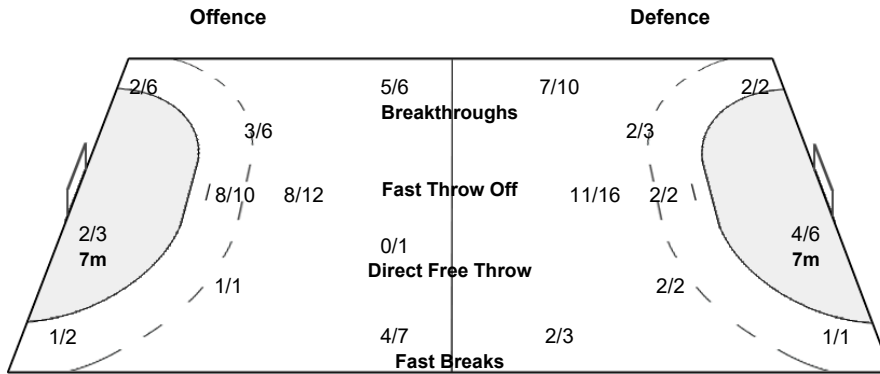 Offence Defence
2/6 5/6 7/10 2/2
Breakthroughs
3/6 2/3
8/10 8/12 Fast Throw Off 11/16 2/2
2/3 0/1 4/6
7m Direct Free Throw 7m
1/1 2/2
1/2 4/7 2/3 1/1
Fast Breaks